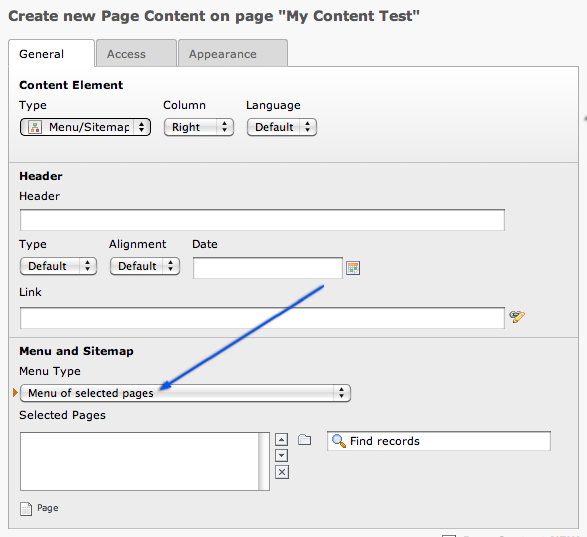 Create new Page Content on page "My Content Test"
General Access Appearance
Content Element
Type Column Language
Menu/Sitemap Right Default
Header
Header
Type Alignment Date
Default Default
Link
Menu and Sitemap
Menu Type
Menu of selected pages
Selected Pages
Find records
Page